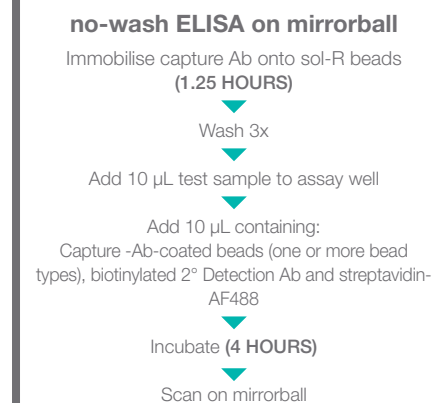 no-wash ELISA on mirrorball
Immobilise capture Ab onto sol-R beads
(1.25 HOURS)
Wash 3x
Add 10 µL test sample to assay well
Add 10 µL containing:
Capture -Ab-coated beads (one or more bead
types), biotinylated 2° Detection Ab and streptavidin-
AF488
Incubate (4 HOURS)
Scan on mirrorball